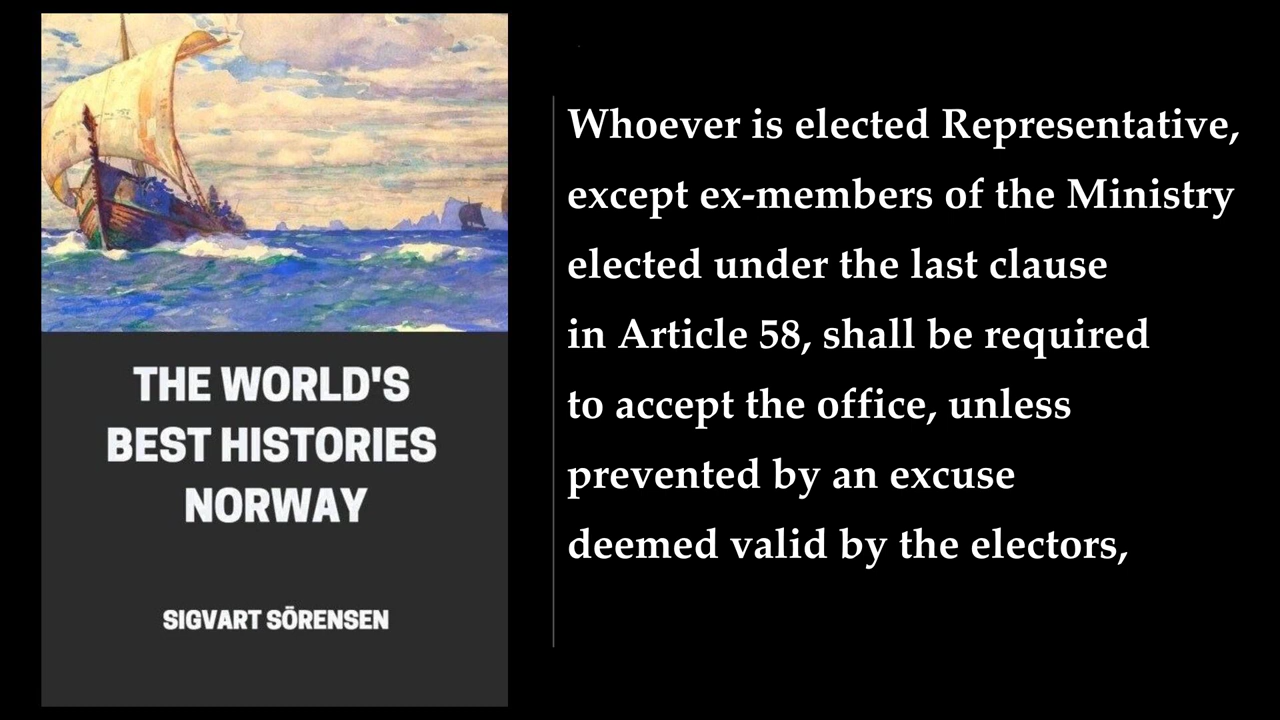 THE WORLD'S
BEST HISTORIES
NORWAY
SIGVART SÖRENSEN
Whoever is elected Representative,
except ex-members of the Ministry
elected under the last clause
in Article 58, shall be required
to accept the office, unless
prevented by an excuse
deemed valid by the electors,